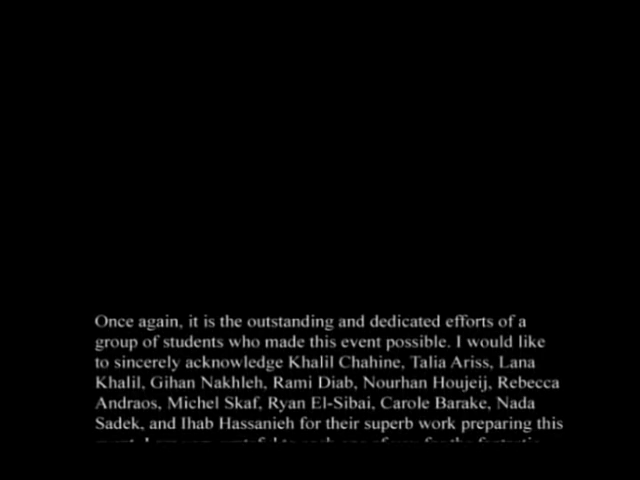 Once again, it is the outstanding and dedicated efforts of a
group of students who made this event possible. I would like
to sincerely acknowledge Khalil Chahine, Talia Ariss, Lana
Khalil, Gihan Nakhleh, Rami Diab, Nourhan Houjeij, Rebecca
Andraos, Michel Skaf, Ryan El-Sibai, Carole Barake, Nada
Sadek, and Ihab Hassanieh for their superb work preparing this